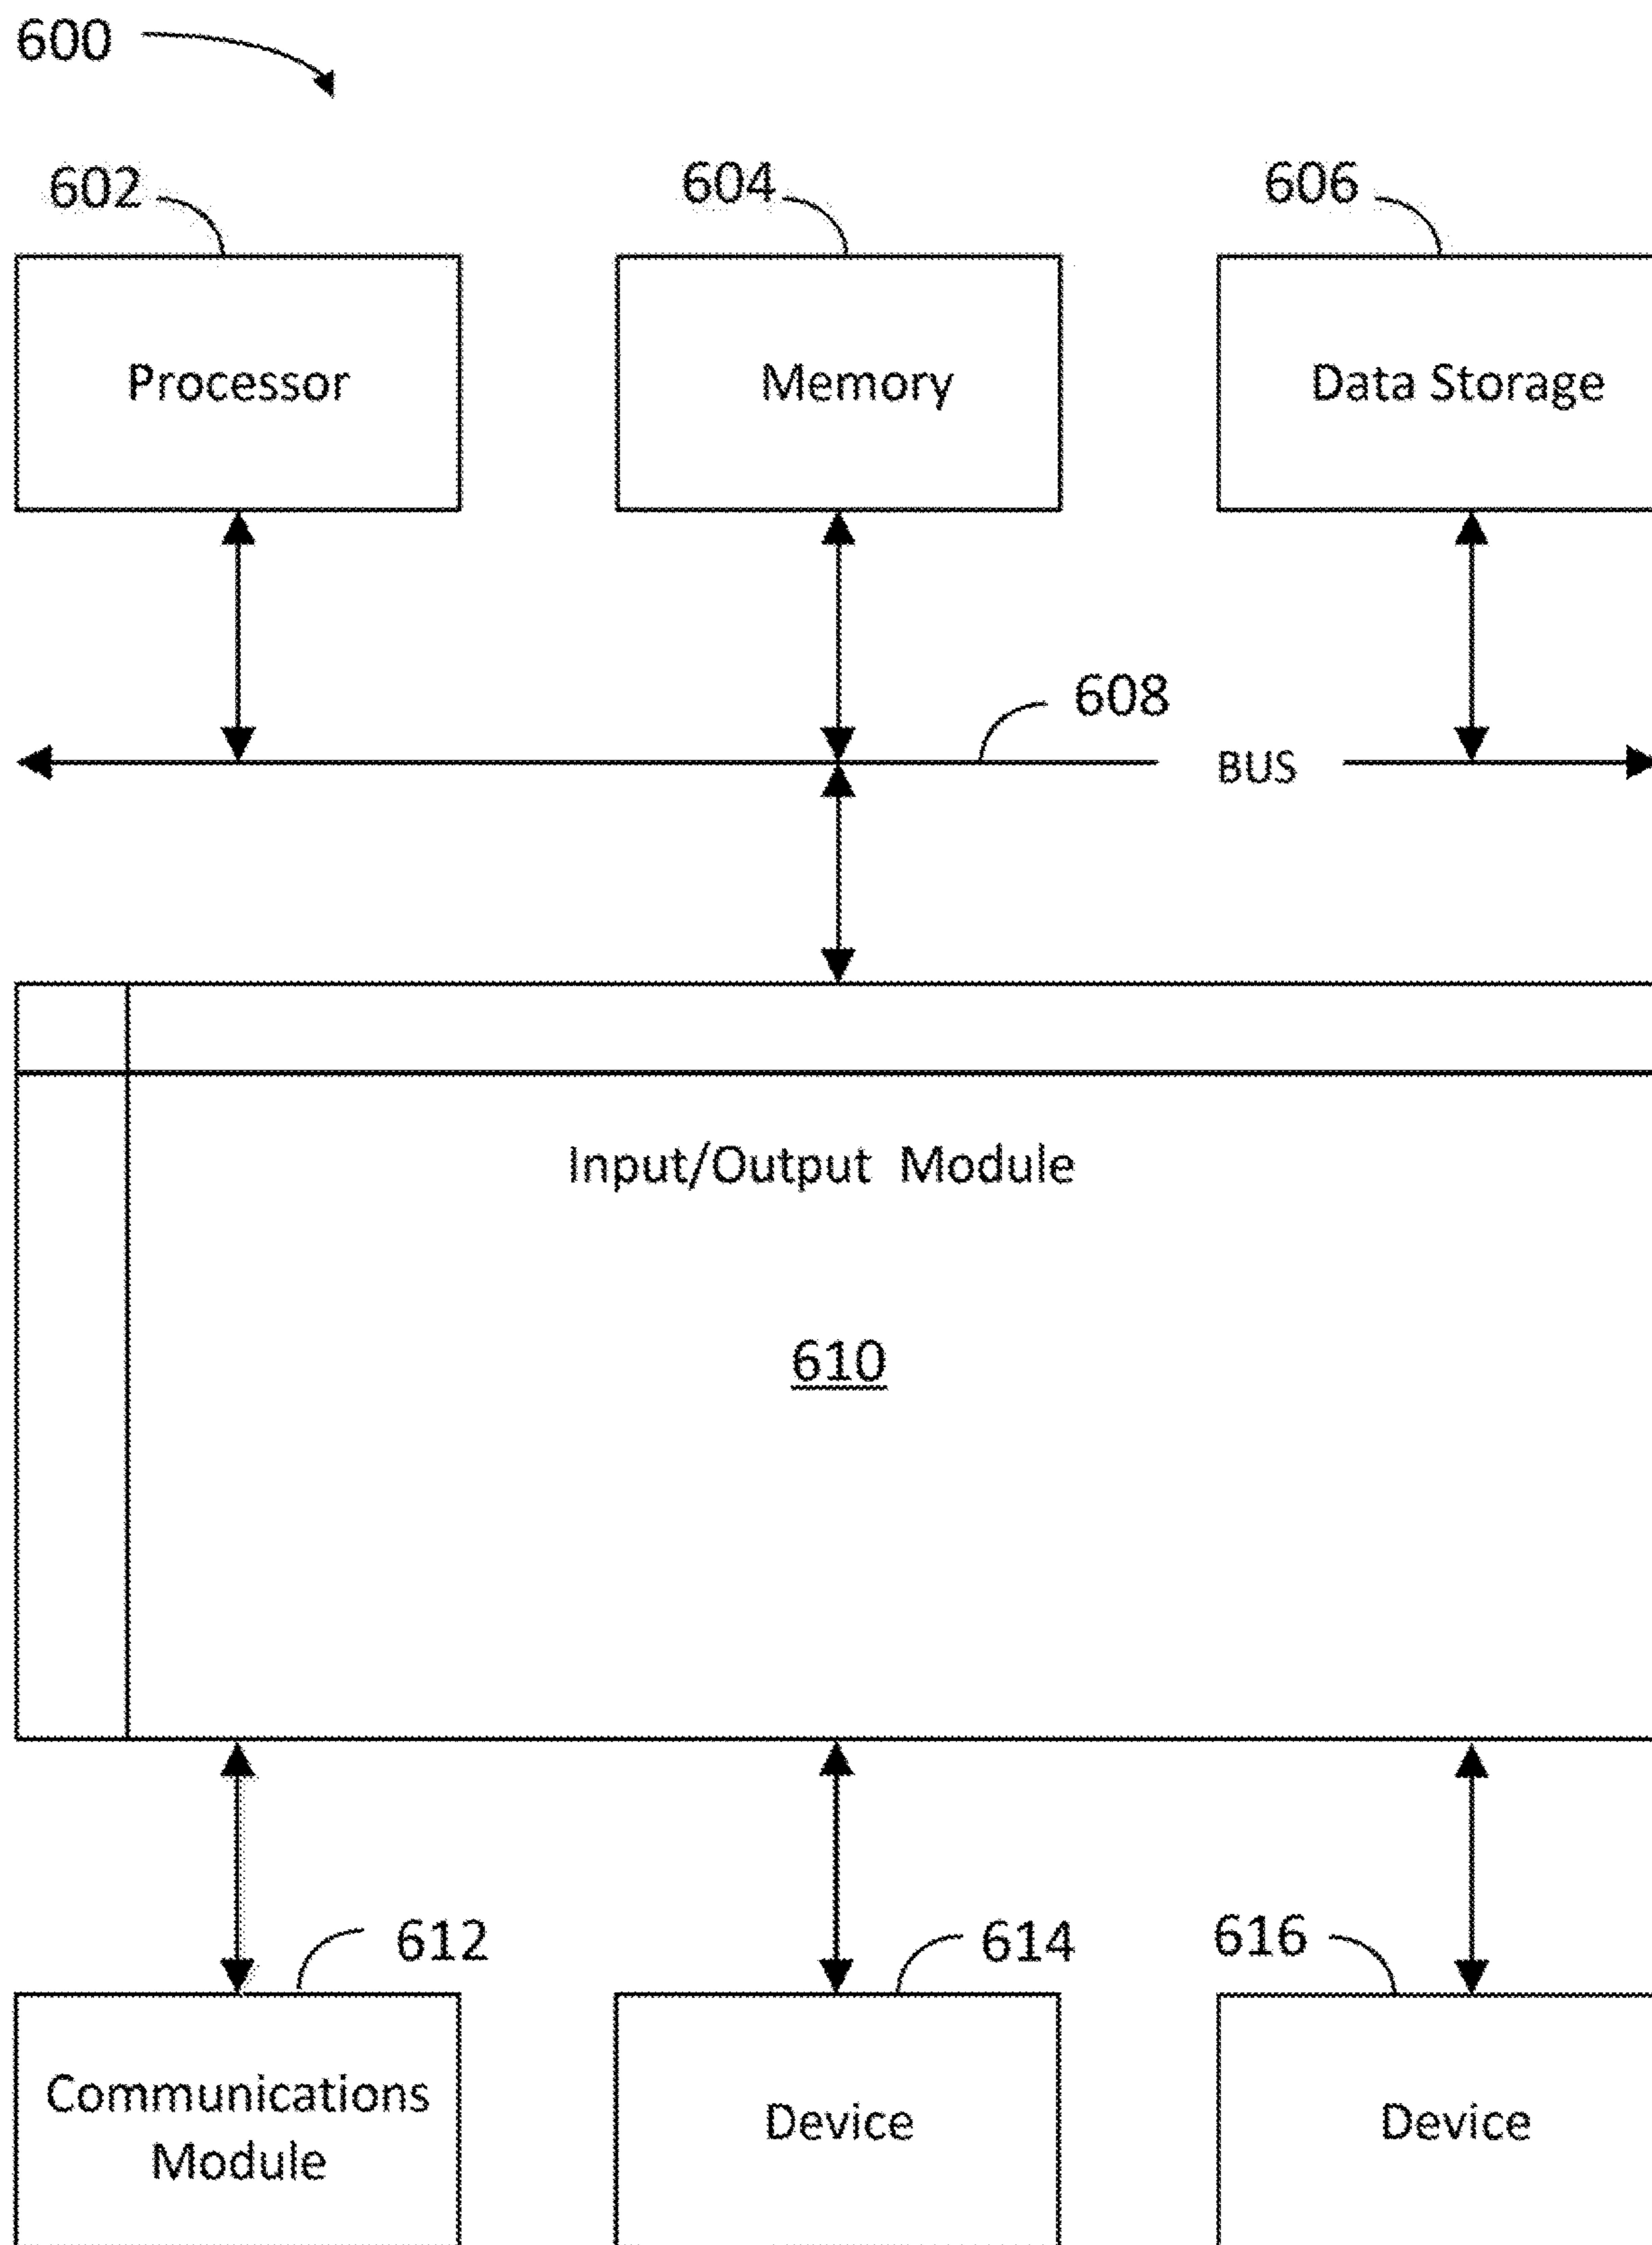 600
602
604
606
Processor
Memory
Data Storage
608
BUS
Input/Output Module
610
612
614
616
Communications
Module
Device
Device